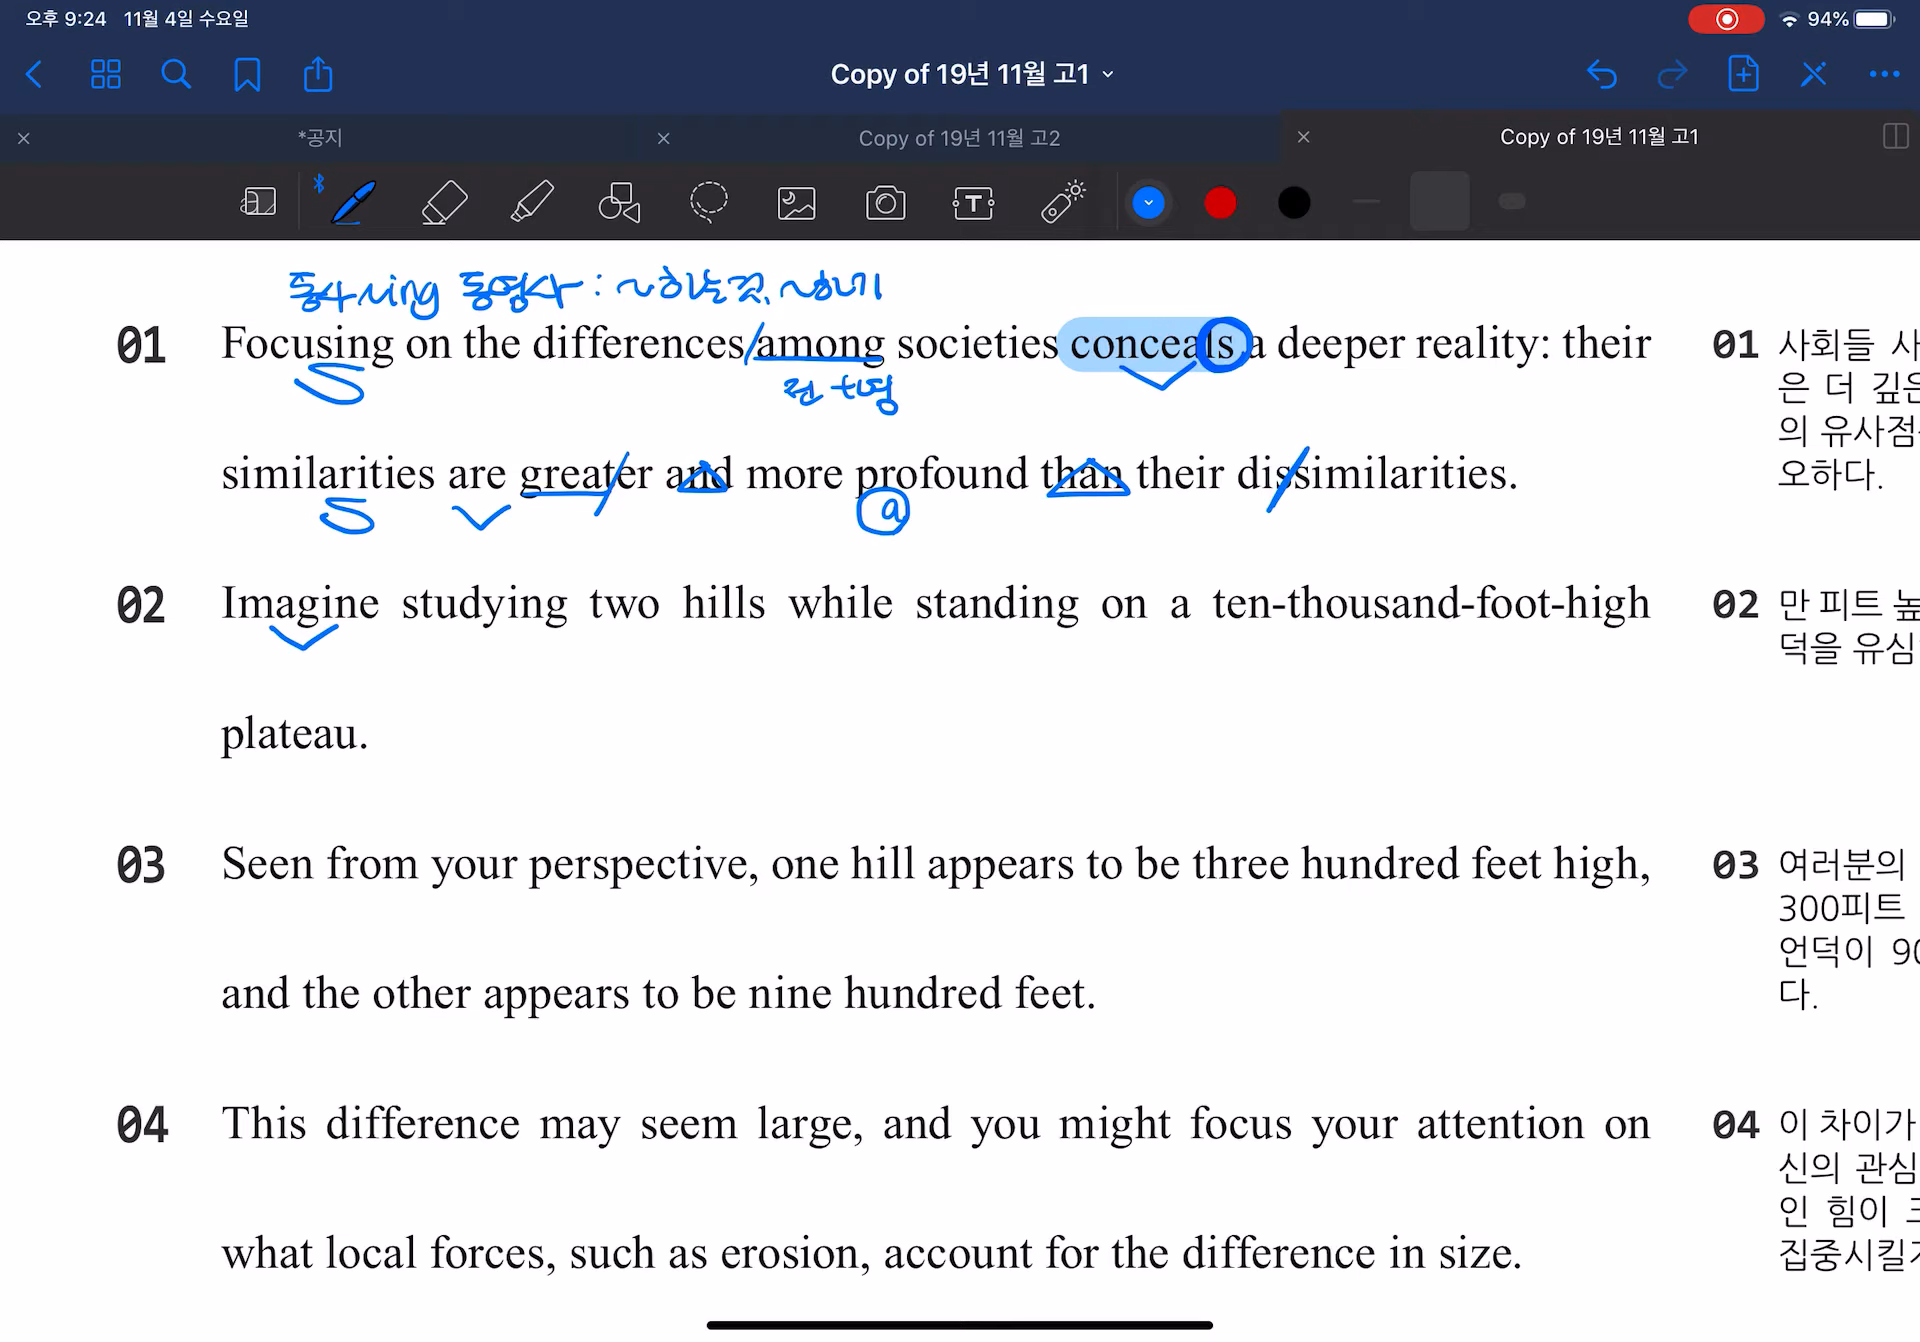 오후 9:24 11월 4일 수요일
94%
Copy of 19년 11월 고1
*공지
Copy of 19년 11월 고2
Copy of 19년 11월 고1
동사ing 동명사 : ~하는것, ~하기
01 Focusing on the differences among societies conceals a deeper reality: their
S
전 +명
similarities are greater and more profound than their dissimilarities.
S
a
02 Imagine studying two hills while standing on a ten-thousand-foot-high
plateau.
03 Seen from your perspective, one hill appears to be three hundred feet high,
and the other appears to be nine hundred feet.
04 This difference may seem large, and you might focus your attention on
what local forces, such as erosion, account for the difference in size.
01 사회들 사
은 더 깊은
의 유사점
오하다.
02 만 피트 높
덕을 유심
03 여러분의
300피트
언덕이 90
다.
04 이 차이가
신의 관심
인 힘이
집중시킬